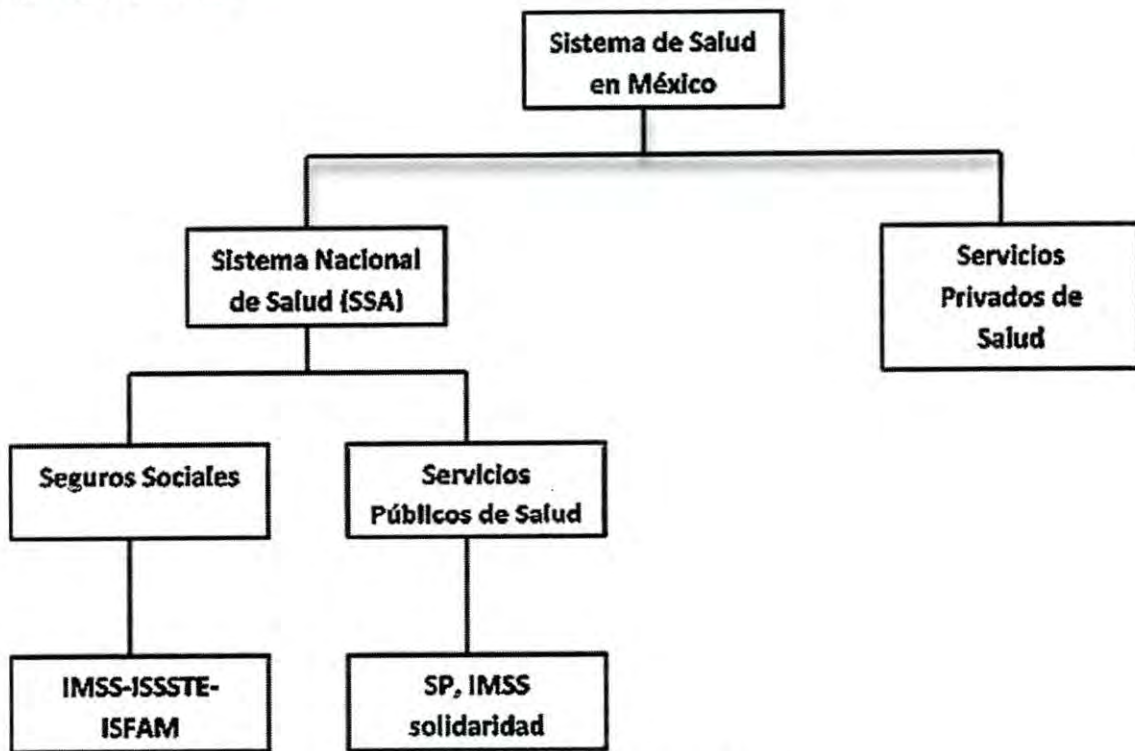 Sistema de Salud
en México
Sistema Nacional
de Salud (SSA)
Servicios
Privados de
Salud
Seguros Sociales
Servicios
Públicos de Salud
IMSS-ISSSTE-
ISFAM
SP, IMSS
solidaridad